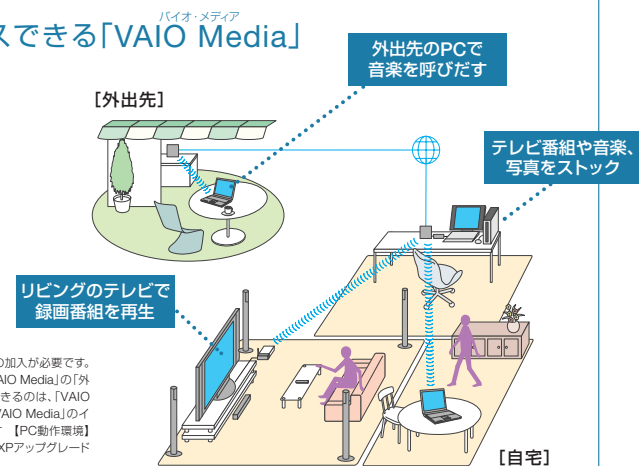 バイオ・メディア
スできる「VAIO Media」
外出先のPCで
音楽を呼びだす
[外出先]
テレビ番組や音楽、
写真をストック
リビングのテレビで
録画番組を再生
の加入が必要です。
AIO Media」の「外
きるのは、「VAIO
VAIO Media」のイ
【PC動作環境】
XPアップグレード
[自宅]